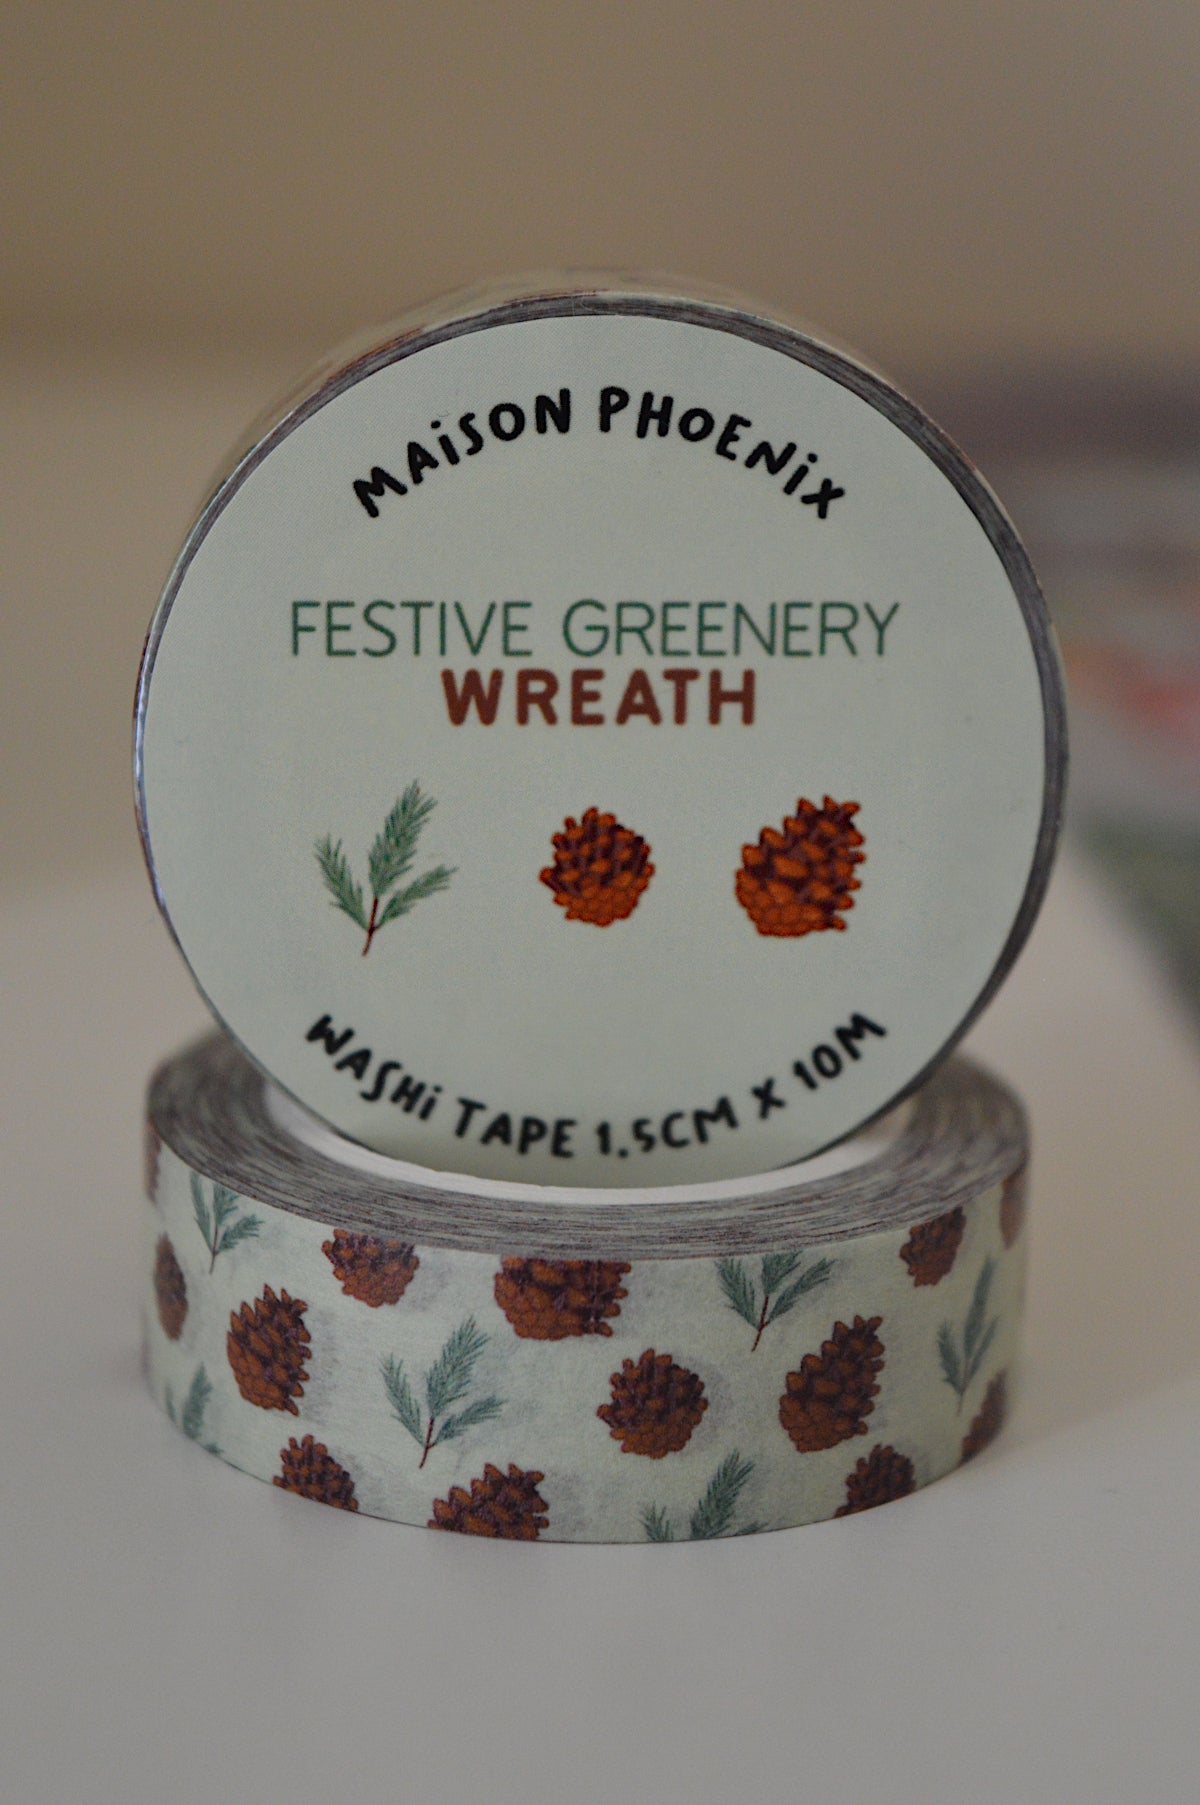 MAiSON PHOENiX
FESTIVE GREENERY
WREATH
WASHi TAPE 1.5CM X 10M